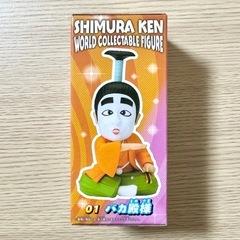 SHIMURA KEN
WORLD COLLECTABLE FIGURE
01 バカ殿様